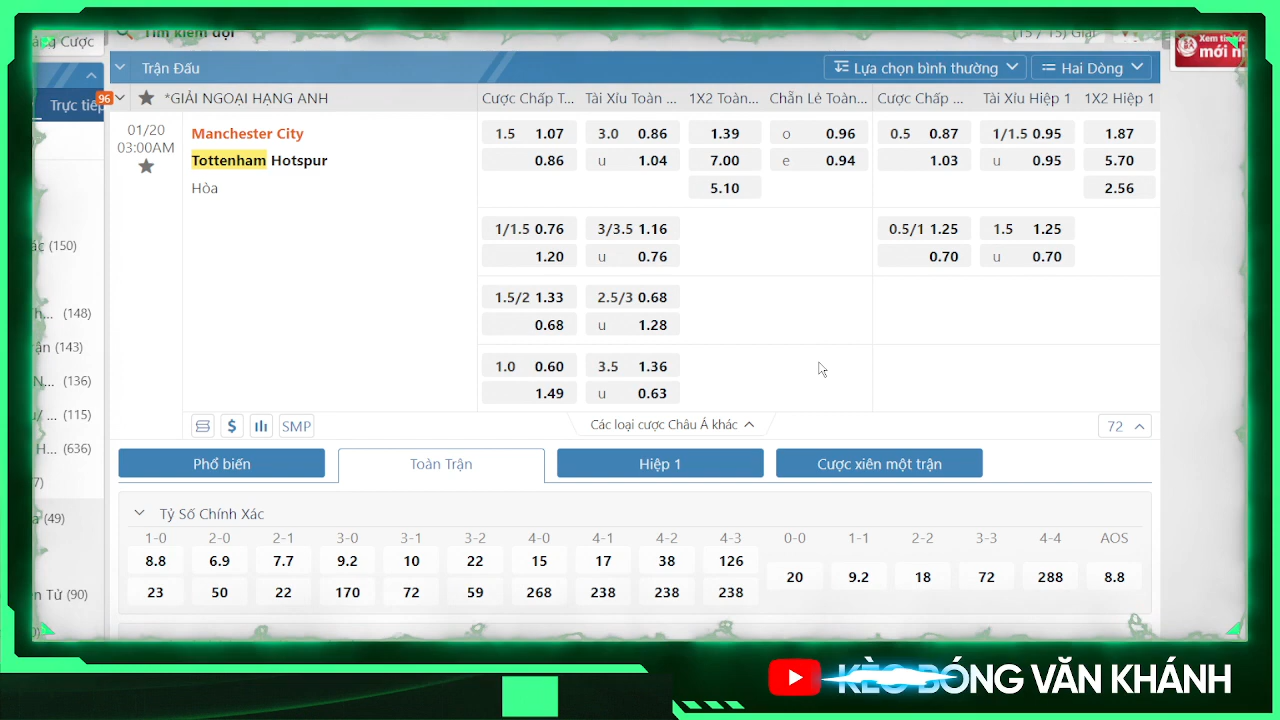 Tìm kiếm đội
(15 / 15) Giải
Cược
Xem tin tức
mới n
Trận Đấu
Lựa chọn bình thường
Hai Dòng
Trực tiếp
96
*GIẢI NGOẠI HẠNG ANH
Cược Chấp T... Tài Xỉu Toàn ... 1X2 Toàn... Chẵn Lẻ Toàn... Cược Chấp ... Tài Xỉu Hiệp 1 1X2 Hiệp 1
01/20 Manchester City 1.5 1.07 3.0 0.86 1.39 o 0.96 0.5 0.87 1/1.5 0.95 1.87
03:00AM Tottenham Hotspur 0.86 u 1.04 7.00 e 0.94 1.03 u 0.95 5.70
Hòa 5.10 2.56
1/1.5 0.76 3/3.5 1.16 0.5/1 1.25 1.5 1.25
1.20 u 0.76 0.70 u 0.70
1.5/2 1.33 2.5/3 0.68
0.68 u 1.28
1.0 0.60 3.5 1.36
1.49 u 0.63
(150)
(148)
(143)
N... (136)
(115)
H... (636)
(49)
Tử (90)
$ SMP
Các loại cược Châu Á khác
72
Phổ biến
Toàn Trận
Hiệp 1
Cược xiên một trận
Tỷ Số Chính Xác
1-0 2-0 2-1 3-0 3-1 3-2 4-0 4-1 4-2 4-3 0-0 1-1 2-2 3-3 4-4 AOS
8.8 6.9 7.7 9.2 10 22 15 17 38 126
20 9.2 18 72 288 8.8
23 50 22 170 72 59 268 238 238 238
KÈO BÓNG VĂN KHÁNH